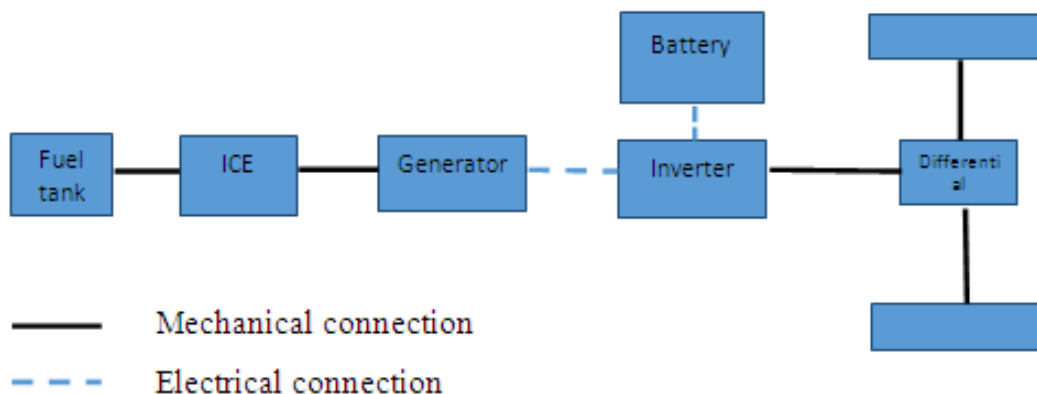 Battery
Fuel
tank
ICE
Generator
Inverter
Differenti
al
Mechanical connection
Electrical connection